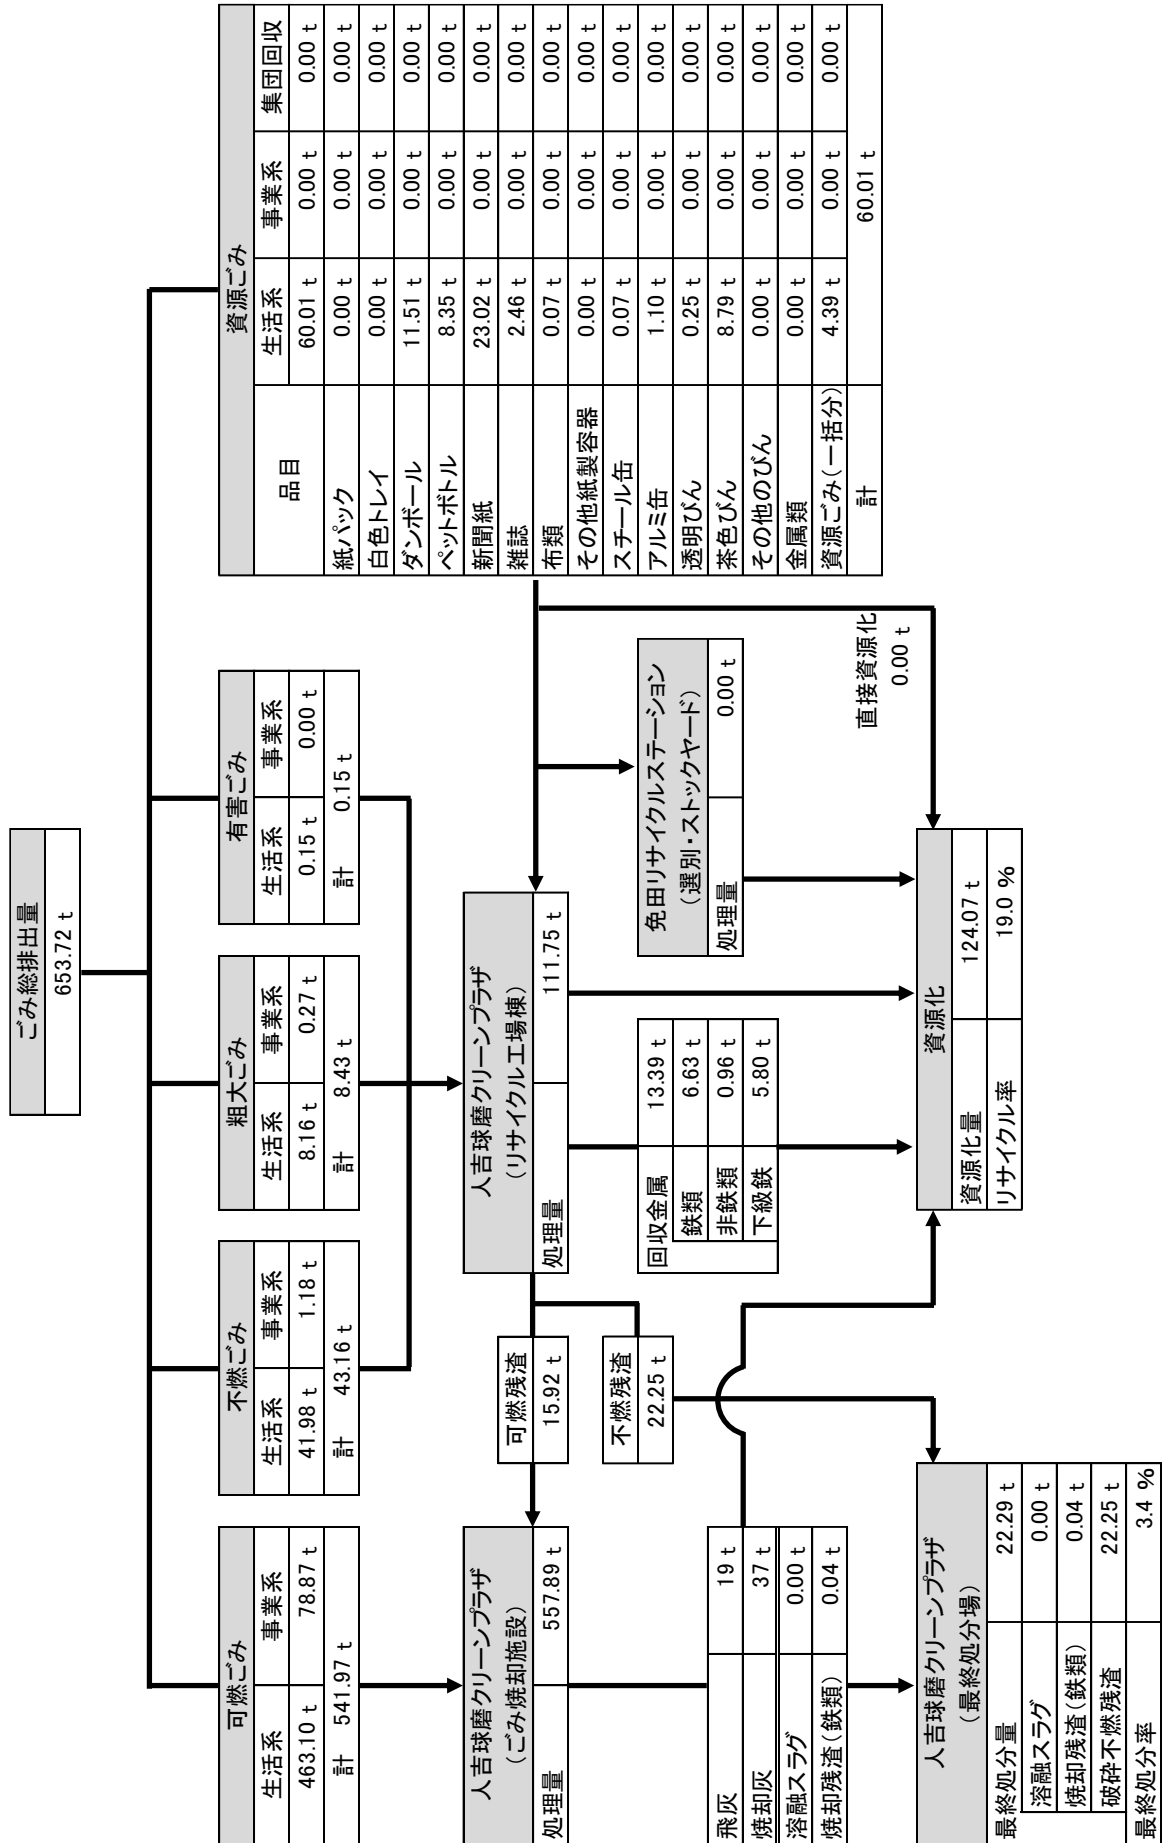 ごみ総排出量
653.72 t
可燃ごみ
生活系 事業系
463.10 t 78.87 t
計 541.97 t
不燃ごみ
生活系 事業系
41.98 t 1.18 t
計 43.16 t
粗大ごみ
生活系 事業系
8.16 t 0.27 t
計 8.43 t
有害ごみ
生活系 事業系
0.15 t 0.00 t
計 0.15 t
資源ごみ
品目 生活系 事業系 集団回収
60.01 t 0.00 t 0.00 t
紙パック 0.00 t 0.00 t 0.00 t
白色トレイ 0.00 t 0.00 t 0.00 t
ダンボール 11.51 t 0.00 t 0.00 t
ペットボトル 8.35 t 0.00 t 0.00 t
新聞紙 23.02 t 0.00 t 0.00 t
雑誌 2.46 t 0.00 t 0.00 t
布類 0.07 t 0.00 t 0.00 t
その他紙製容器 0.00 t 0.00 t 0.00 t
スチール缶 0.07 t 0.00 t 0.00 t
アルミ缶 1.10 t 0.00 t 0.00 t
透明びん 0.25 t 0.00 t 0.00 t
茶色びん 8.79 t 0.00 t 0.00 t
その他のびん 0.00 t 0.00 t 0.00 t
金属類 0.00 t 0.00 t 0.00 t
資源ごみ(一括分) 4.39 t 0.00 t 0.00 t
計 60.01 t
人吉球磨クリーンプラザ
(ごみ焼却施設)
処理量 557.89 t
可燃残渣
15.92 t
不燃残渣
22.25 t
人吉球磨クリーンプラザ
(リサイクル工場棟)
処理量 111.75 t
回収金属 13.39 t
鉄類 6.63 t
非鉄類 0.96 t
下級鉄 5.80 t
免田リサイクルステーション
(選別・ストックヤード)
処理量 0.00 t
直接資源化
0.00 t
飛灰 19 t
焼却灰 37 t
溶融スラグ 0.00 t
焼却残渣(鉄類) 0.04 t
人吉球磨クリーンプラザ
(最終処分場)
最終処分量 22.29 t
溶融スラグ 0.00 t
焼却残渣(鉄類) 0.04 t
破砕不燃残渣 22.25 t
最終処分率 3.4 %
資源化
資源化量 124.07 t
リサイクル率 19.0 %